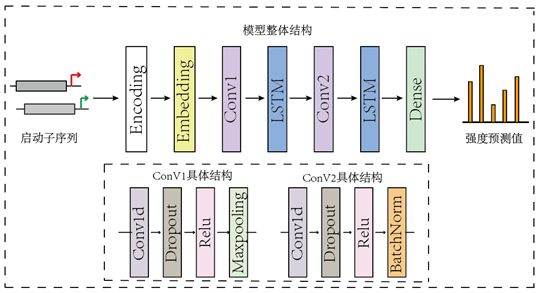 模型整体结构
Encoding
Embedding
Conv1
LSTM
Conv2
LSTM
Dense
启动子序列
强度预测值
ConV1具体结构
ConV2具体结构
Conv1d
Dropout
Relu
Maxpooling
Conv1d
Dropout
Relu
BatchNorm